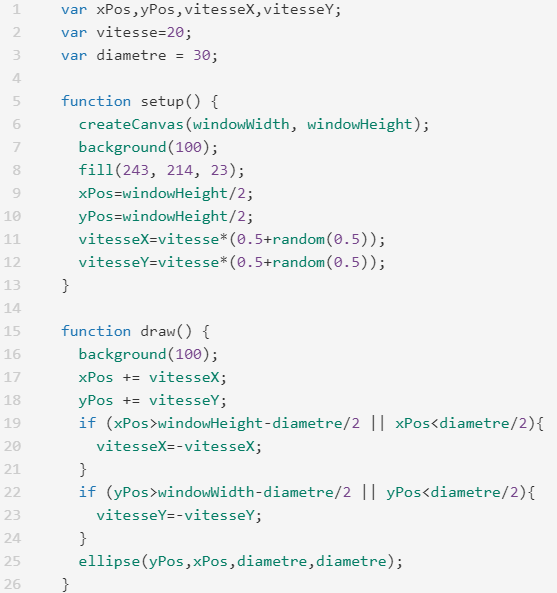 1 var xPos,yPos,vitesseX,vitesseY;
2 var vitesse=20;
3 var diametre = 30;
4
5 function setup() {
6   createCanvas(windowWidth, windowHeight);
7   background(100);
8   fill(243, 214, 23);
9   xPos=windowHeight/2;
10   yPos=windowHeight/2;
11   vitesseX=vitesse*(0.5+random(0.5));
12   vitesseY=vitesse*(0.5+random(0.5));
13 }
14
15 function draw() {
16   background(100);
17   xPos += vitesseX;
18   yPos += vitesseY;
19   if (xPos>windowHeight-diametre/2 || xPos<diametre/2){
20     vitesseX=-vitesseX;
21   }
22   if (yPos>windowWidth-diametre/2 || yPos<diametre/2){
23     vitesseY=-vitesseY;
24   }
25   ellipse(yPos,xPos,diametre,diametre);
26 }